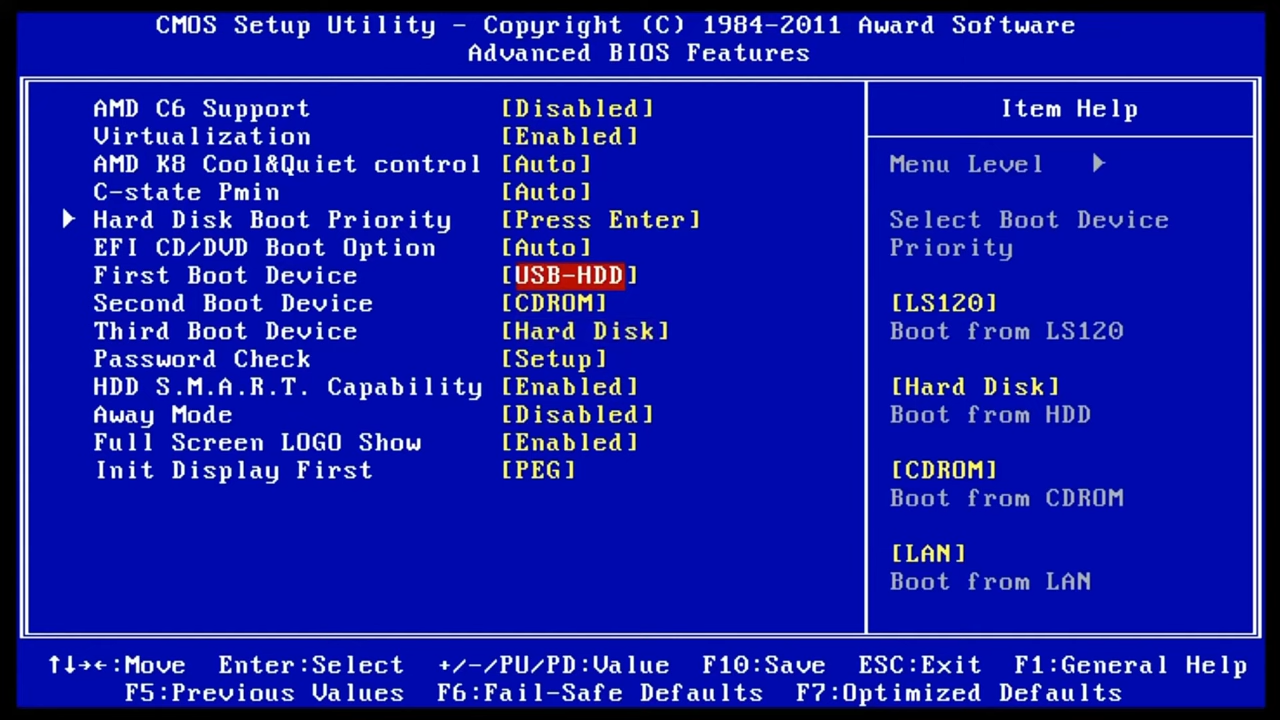 CMOS Setup Utility - Copyright (C) 1984-2011 Award Software
Advanced BIOS Features
AMD C6 Support [Disabled]
Virtualization [Enabled]
AMD K8 Cool&Quiet control [Auto]
C-state Pmin [Auto]
Hard Disk Boot Priority [Press Enter]
EFI CD/DVD Boot Option [Auto]
First Boot Device [USB-HDD]
Second Boot Device [CDROM]
Third Boot Device [Hard Disk]
Password Check [Setup]
HDD S.M.A.R.T. Capability [Enabled]
Away Mode [Disabled]
Full Screen LOGO Show [Enabled]
Init Display First [PEG]
Item Help
Menu Level
Select Boot Device
Priority
[LS120]
Boot from LS120
[Hard Disk]
Boot from HDD
[CDROM]
Boot from CDROM
[LAN]
Boot from LAN
↑↓→←:Move Enter:Select +/-/PU/PD:Value F10:Save ESC:Exit F1:General Help
F5:Previous Values F6:Fail-Safe Defaults F7:Optimized Defaults